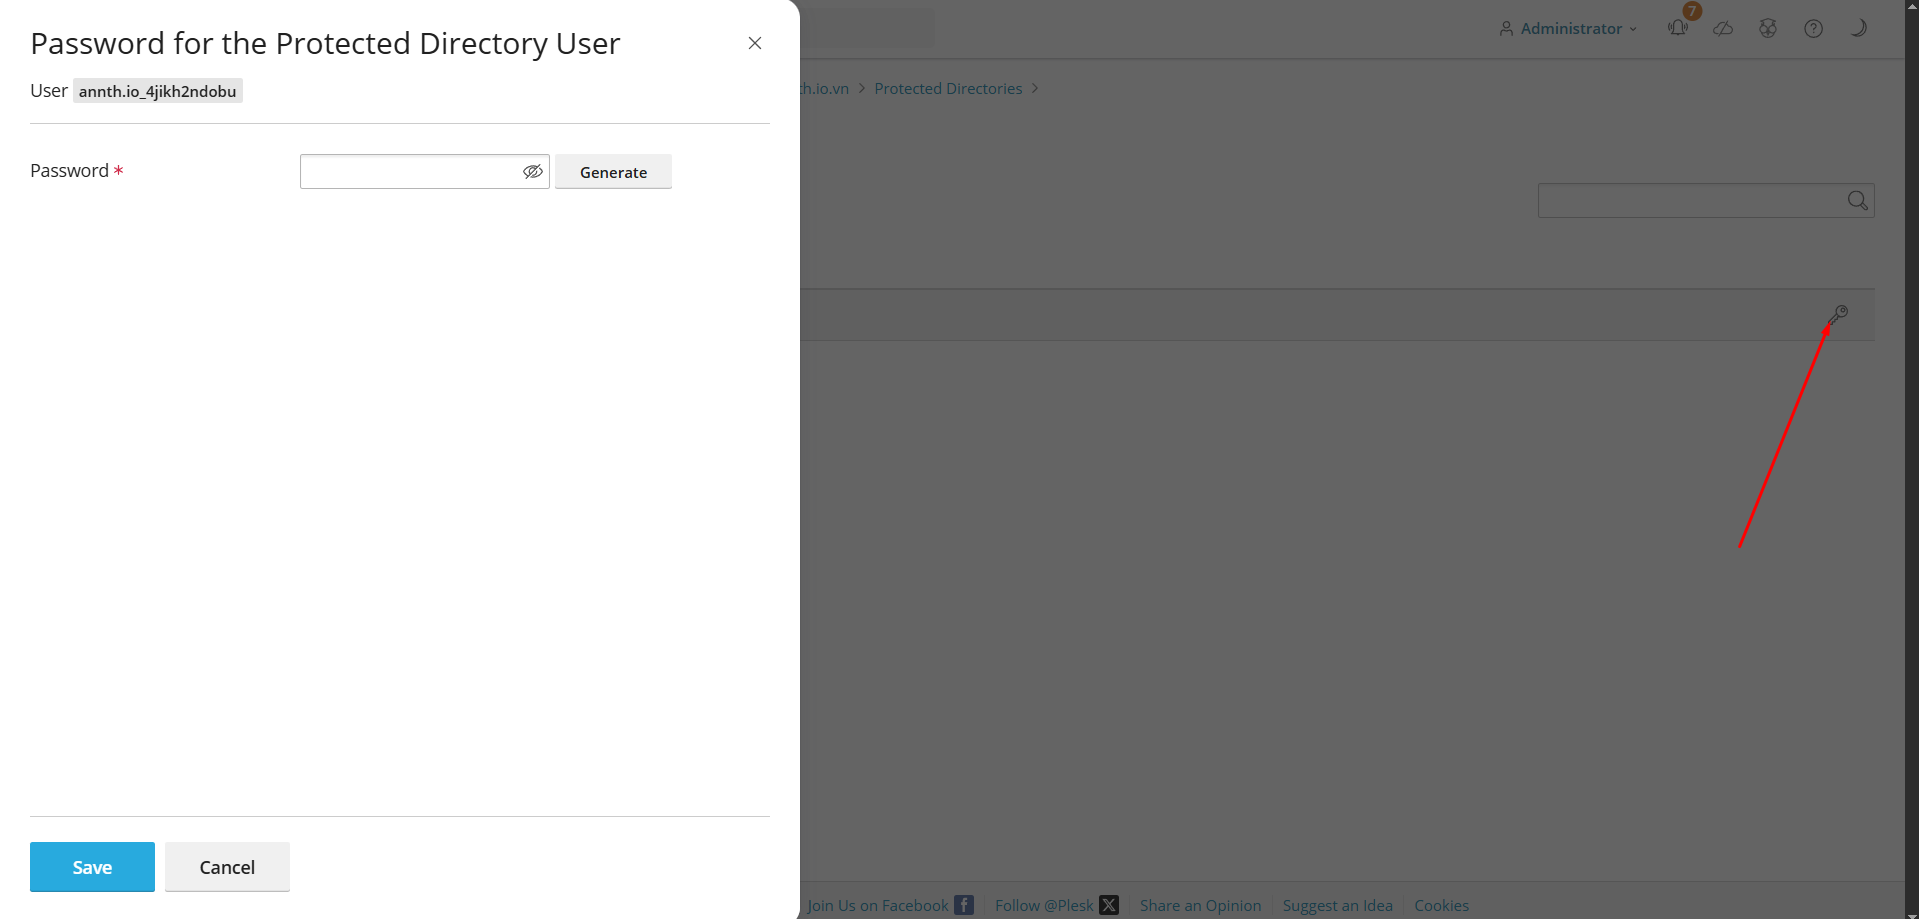 Password for the Protected Directory User
User annth.io_4jikh2ndobu
Password *
Generate
Save
Cancel
Administrator
7
th.io.vn > Protected Directories >
Join Us on Facebook
Follow @Plesk
Share an Opinion
Suggest an Idea
Cookies